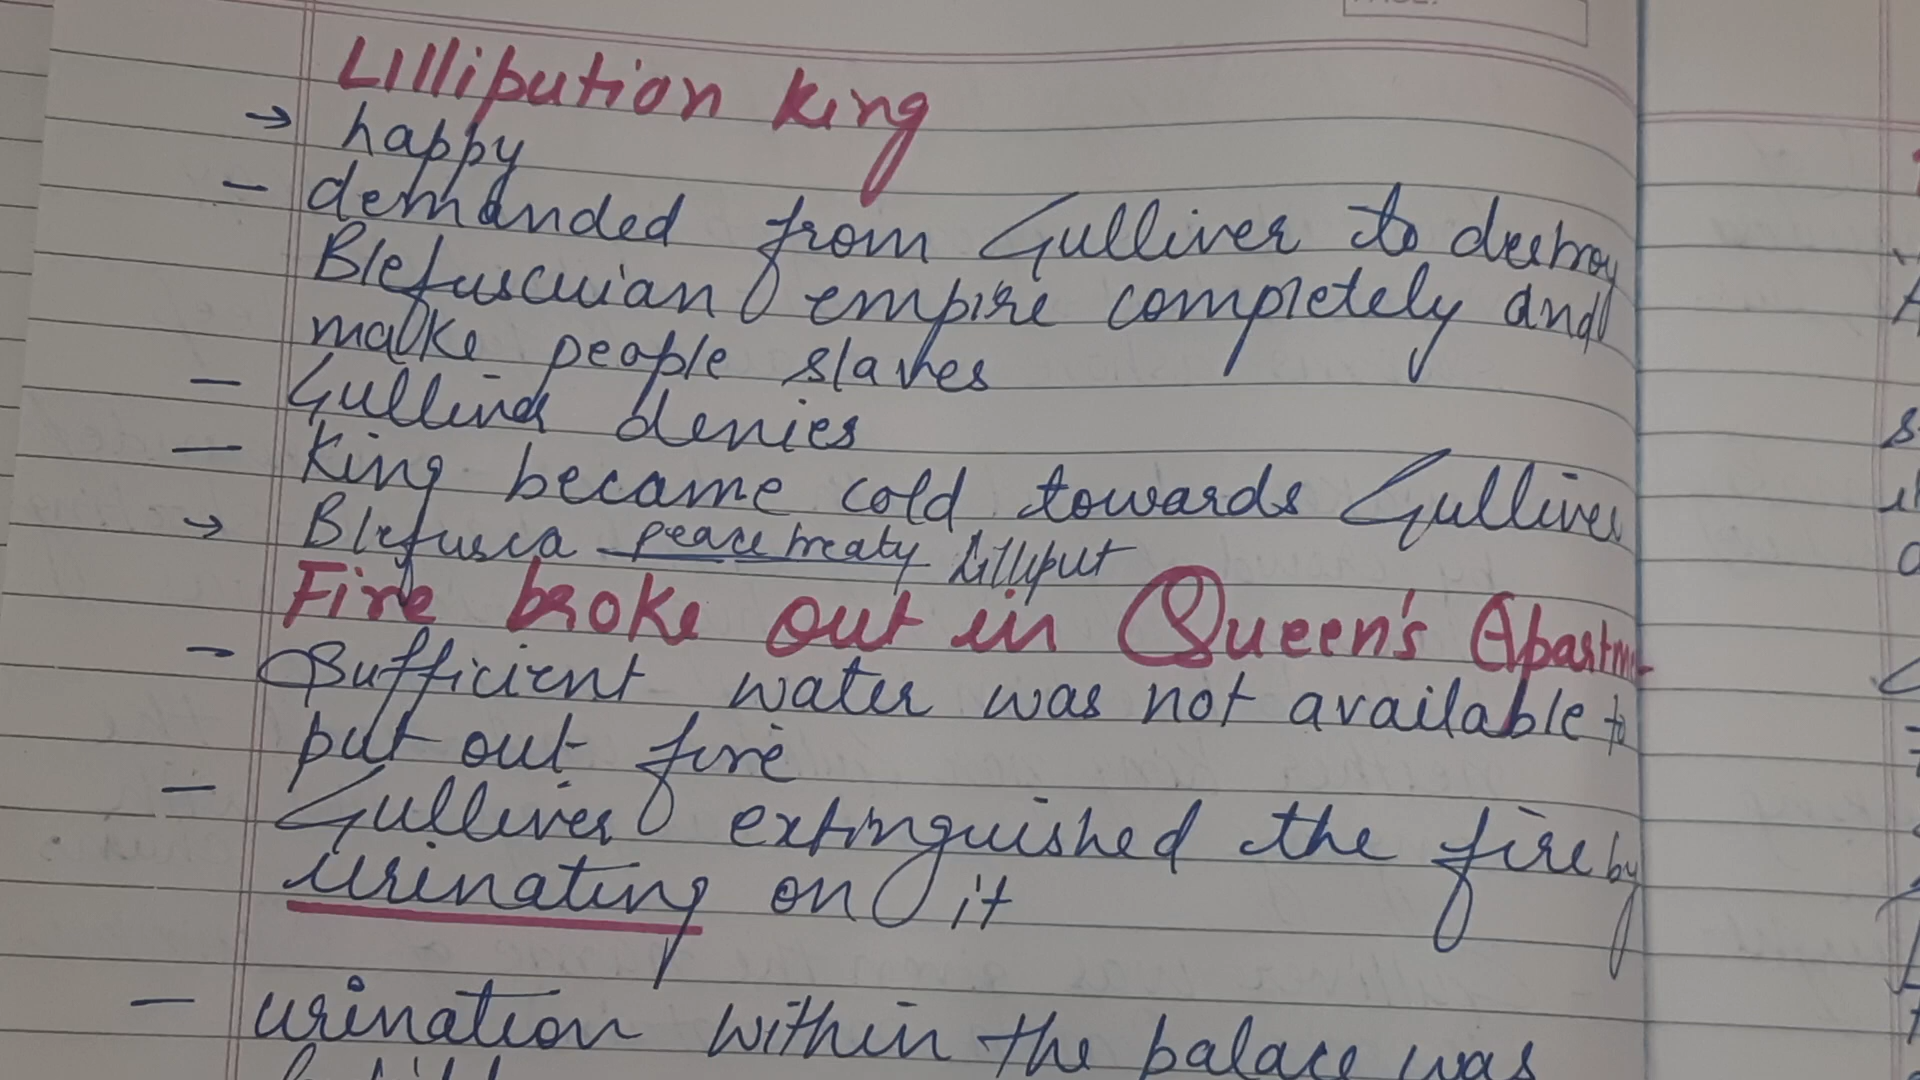 Lillipution King
→ happy
- demanded from Gulliver to destroy
Blefuscuian empire completely and
make people slaves
- Gulliver denies
- King became cold towards Gulliver
→ Blefusca peace treaty Lilliput
Fire broke out in Queen's Apartm-
- Sufficient water was not available to
put out fire
- Gulliver extinguished the fire by
urinating on it
- urination within the palace was